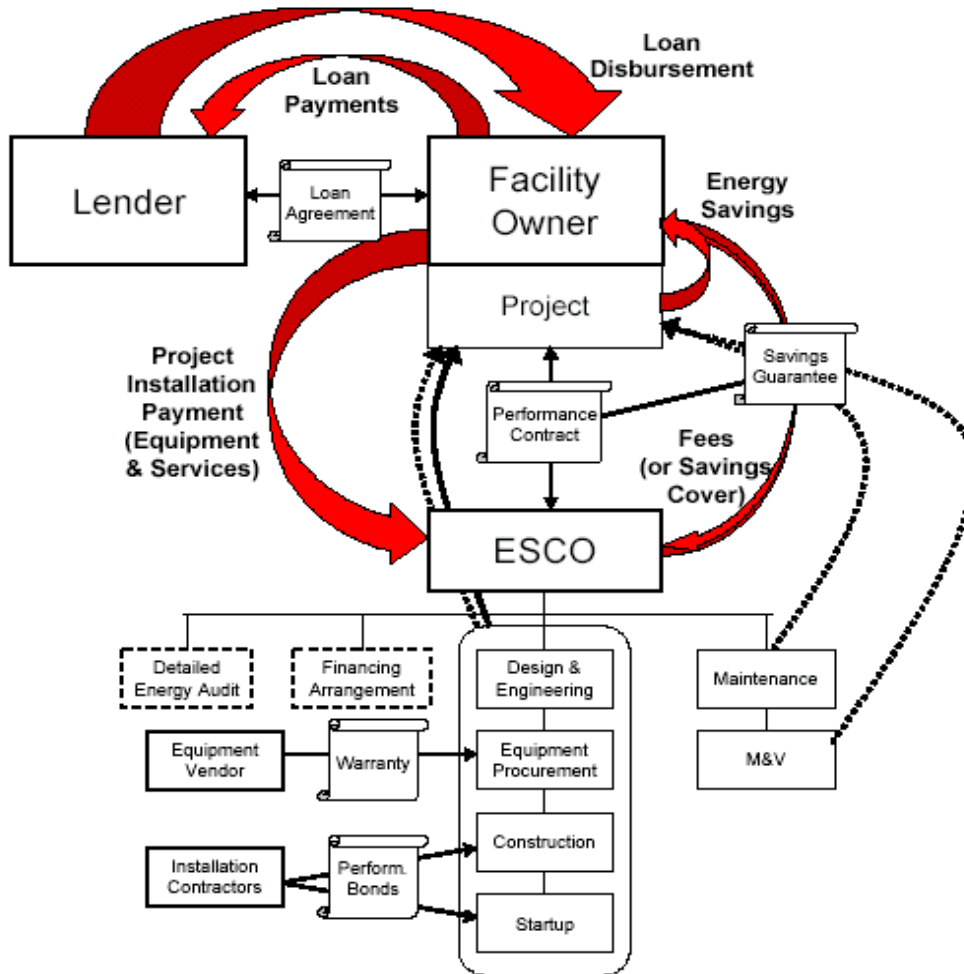 Loan
Disbursement
Loan
Payments
Lender
Loan
Agreement
Facility
Owner
Energy
Savings
Project
Project
Installation
Payment
(Equipment
& Services)
Savings
Guarantee
Performance
Contract
Fees
(or Savings
Cover)
ESCO
Detailed
Energy Audit
Financing
Arrangement
Design &
Engineering
Maintenance
Equipment
Vendor
Warranty
Equipment
Procurement
M&V
Installation
Contractors
Perform.
Bonds
Construction
Startup